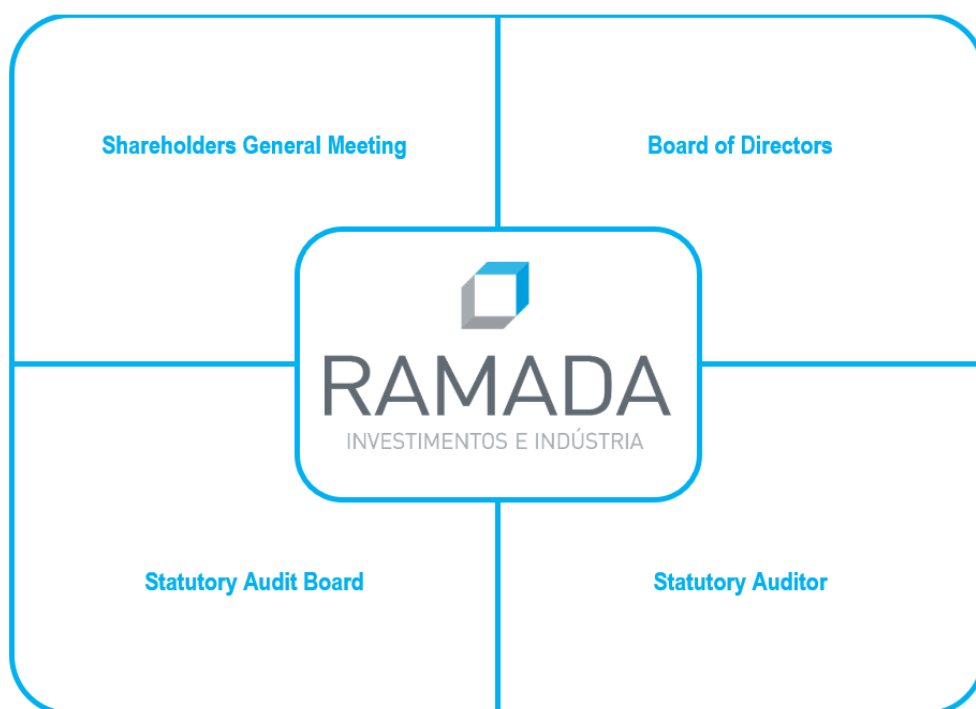 Shareholders General Meeting
Board of Directors
RAMADA
INVESTIMENTOS E INDÚSTRIA
Statutory Audit Board
Statutory Auditor